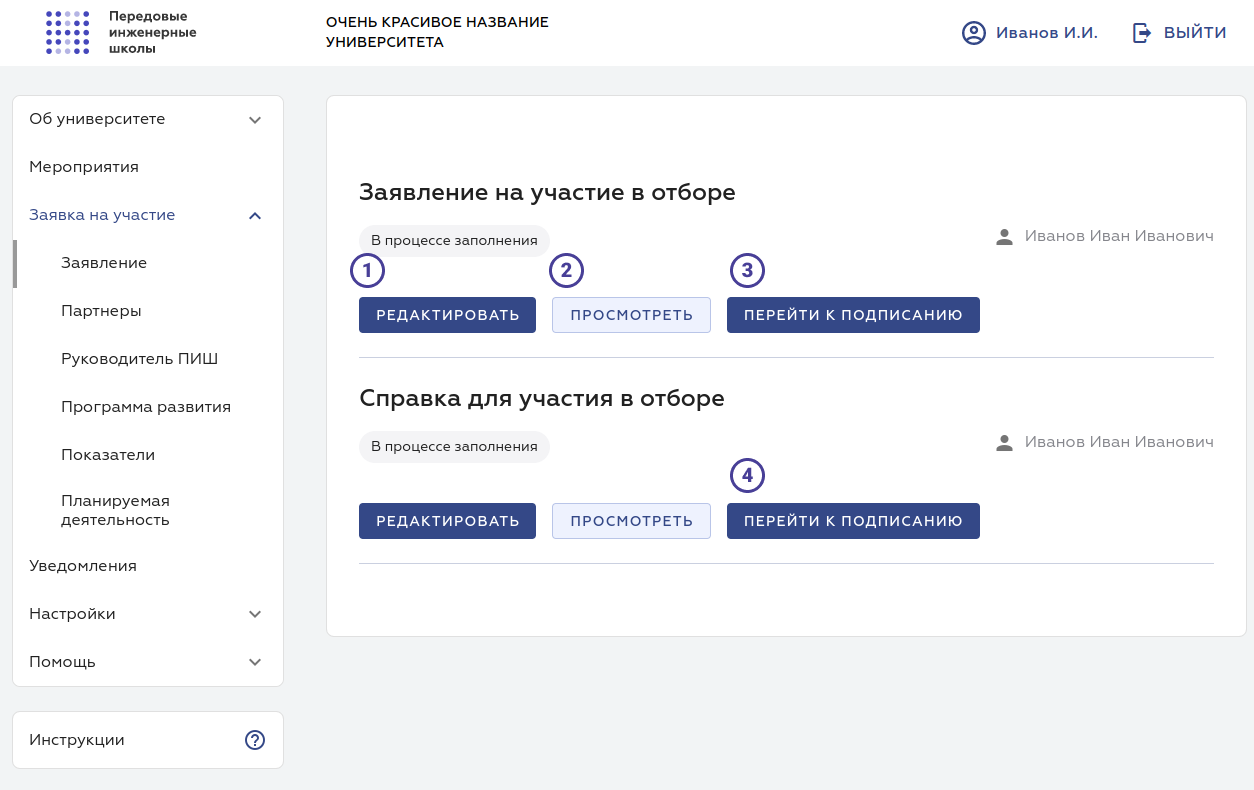 Передовые
инженерные
школы
ОЧЕНЬ КРАСИВОЕ НАЗВАНИЕ
УНИВЕРСИТЕТА
Иванов И.И.
ВЫЙТИ
Об университете
Мероприятия
Заявка на участие
Заявление
Партнеры
Руководитель ПИШ
Программа развития
Показатели
Планируемая
деятельность
Уведомления
Настройки
Помощь
Инструкции
?
Заявление на участие в отборе
В процессе заполнения
Иванов Иван Иванович
1
2
3
РЕДАКТИРОВАТЬ
ПРОСМОТРЕТЬ
ПЕРЕЙТИ К ПОДПИСАНИЮ
Справка для участия в отборе
В процессе заполнения
Иванов Иван Иванович
4
РЕДАКТИРОВАТЬ
ПРОСМОТРЕТЬ
ПЕРЕЙТИ К ПОДПИСАНИЮ